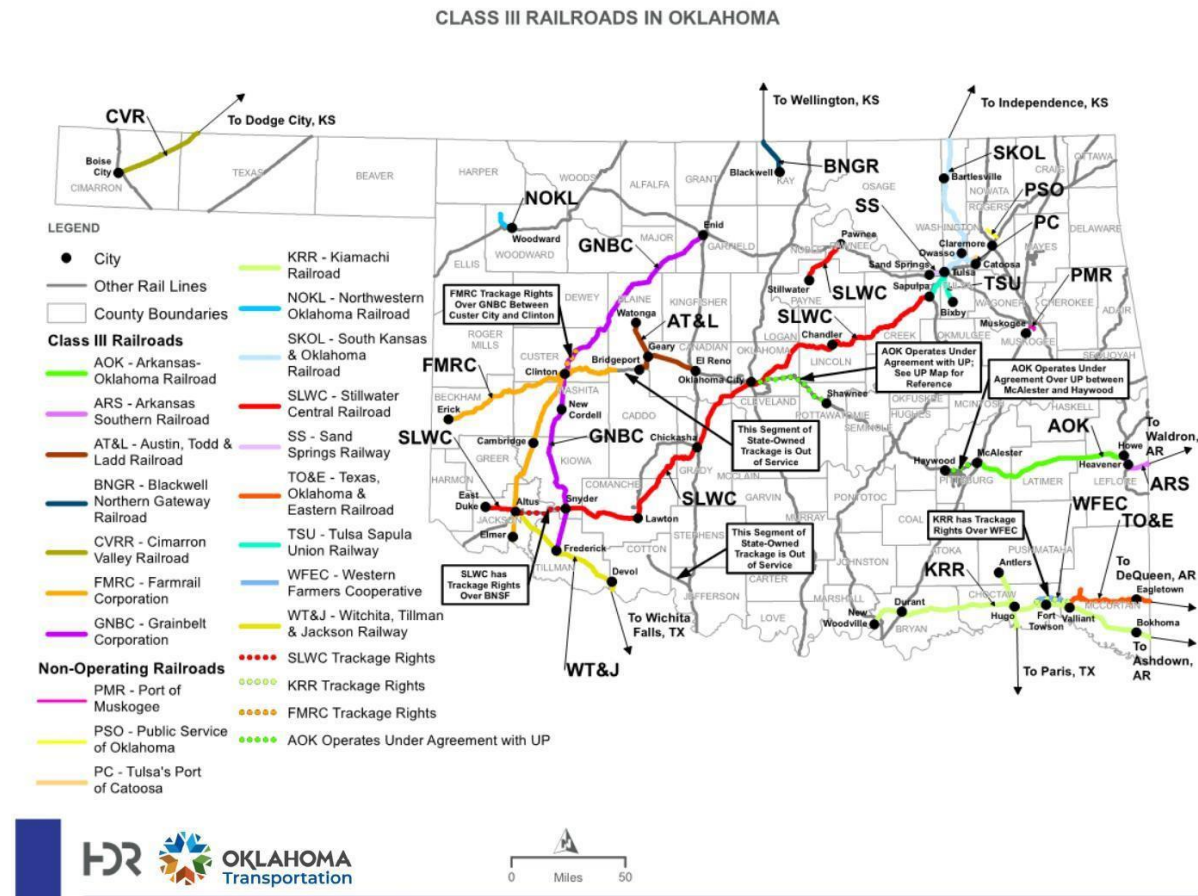 CLASS III RAILROADS IN OKLAHOMA
To Wellington, KS
To Independence, KS
CVR
To Dodge City, KS
Boise
City
CIMARRON
TEXAS
BEAVER
HARPER
WOODS
ALFALFA
GRANT
Blackwell
KAY
BNGR
OSAGE
Bartlesville
SKOL
NOWATA
CRAIG
OTTAWA
ROGERS
PSO
NOKL
SS
WASHINGTON
PC
DELAWARE
Woodward
WOODWARD
ELLIS
GNBC
MAJOR
Enid
GARFIELD
NOBLE
Pawnee
PAWNEE
Claremore
Owasso
MAYES
Catoosa
Sand Springs
Tulsa
TULSA
PMR
Sapulpa
TSU
Stillwater
PAYNE
SLWC
Bixby
WAGONER
CHEROKEE
ADAIR
DEWEY
BLAINE
KINGFISHER
LOGAN
SLWC
Chandler
LINCOLN
CREEK
OKMULGEE
Muskogee
MUSKOGEE
SEQUOYAH
FMRC Trackage Rights
Over GNBC Between
Custer City and Clinton
Watonga
AT&L
ROGER
MILLS
CUSTER
Geary
CANADIAN
OKLAHOMA
Bridgeport
El Reno
Oklahoma City
AOK Operates Under
Agreement with UP;
See UP Map for
Reference
AOK Operates Under
Agreement Over UP between
McAlester and Haywood
FMRC
Clinton
WASHITA
BECKHAM
Erick
New
Cordell
CADDO
CLEVELAND
Shawnee
POTTAWATOMIE
SEMINOLE
OKFUSKEE
HUGHES
MCINTOSH
HASKELL
SLWC
Cambridge
GNBC
Chickasha
This Segment of
State-Owned
Trackage is Out
of Service
AOK
To
Waldron,
AR
GREER
KIOWA
GRADY
MCCLAIN
Haywood
McAlester
PITTSBURG
LATIMER
Howe
Heavener
LEFLORE
ARS
HARMON
East
Duke
Altus
JACKSON
Elmer
Snyder
COMANCHE
SLWC
Lawton
GARVIN
PONTOTOC
COAL
WFEC
TO&E
Frederick
TILLMAN
COTTON
STEPHENS
MURRAY
This Segment of
State-Owned
Trackage is Out
of Service
KRR has Trackage
Rights Over WFEC
ATOKA
PUSHMATAHA
To
DeQueen, AR
SLWC has
Trackage Rights
Over BNSF
Devol
JEFFERSON
CARTER
JOHNSTON
MARSHALL
LOVE
KRR
Antlers
CHOCTAW
Eagletown
MCCURTAIN
New
Woodville
Durant
BRYAN
Hugo
Fort
Towson
Valliant
Bokhoma
To
Ashdown,
AR
To Wichita
Falls, TX
To Paris, TX
WT&J
LEGEND
City
Other Rail Lines
County Boundaries
Class III Railroads
AOK - Arkansas-
Oklahoma Railroad
ARS - Arkansas
Southern Railroad
AT&L - Austin, Todd &
Ladd Railroad
BNGR - Blackwell
Northern Gateway
Railroad
CVRR - Cimarron
Valley Railroad
FMRC - Farmrail
Corporation
GNBC - Grainbelt
Corporation
Non-Operating Railroads
PMR - Port of
Muskogee
PSO - Public Service
of Oklahoma
PC - Tulsa's Port
of Catoosa
KRR - Kiamachi
Railroad
NOKL - Northwestern
Oklahoma Railroad
SKOL - South Kansas
& Oklahoma
Railroad
SLWC - Stillwater
Central Railroad
SS - Sand
Springs Railway
TO&E - Texas,
Oklahoma &
Eastern Railroad
TSU - Tulsa Sapula
Union Railway
WFEC - Western
Farmers Cooperative
WT&J - Witchita, Tillman
& Jackson Railway
SLWC Trackage Rights
KRR Trackage Rights
FMRC Trackage Rights
AOK Operates Under Agreement with UP
HDR
OKLAHOMA
Transportation
N
0 Miles 50